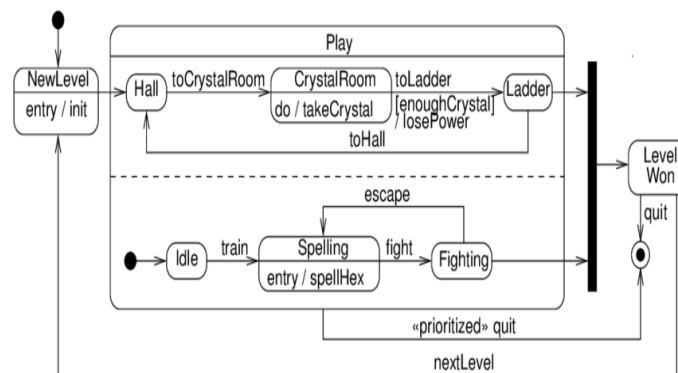 Play
NewLevel
entry / init
Hall
toCrystalRoom
CrystalRoom
do / takeCrystal
toLadder
[enoughCrystal]
/ losePower
Ladder
toHall
Level
Won
escape
quit
Idle
train
Spelling
entry / spellHex
fight
Fighting
«prioritized» quit
nextLevel